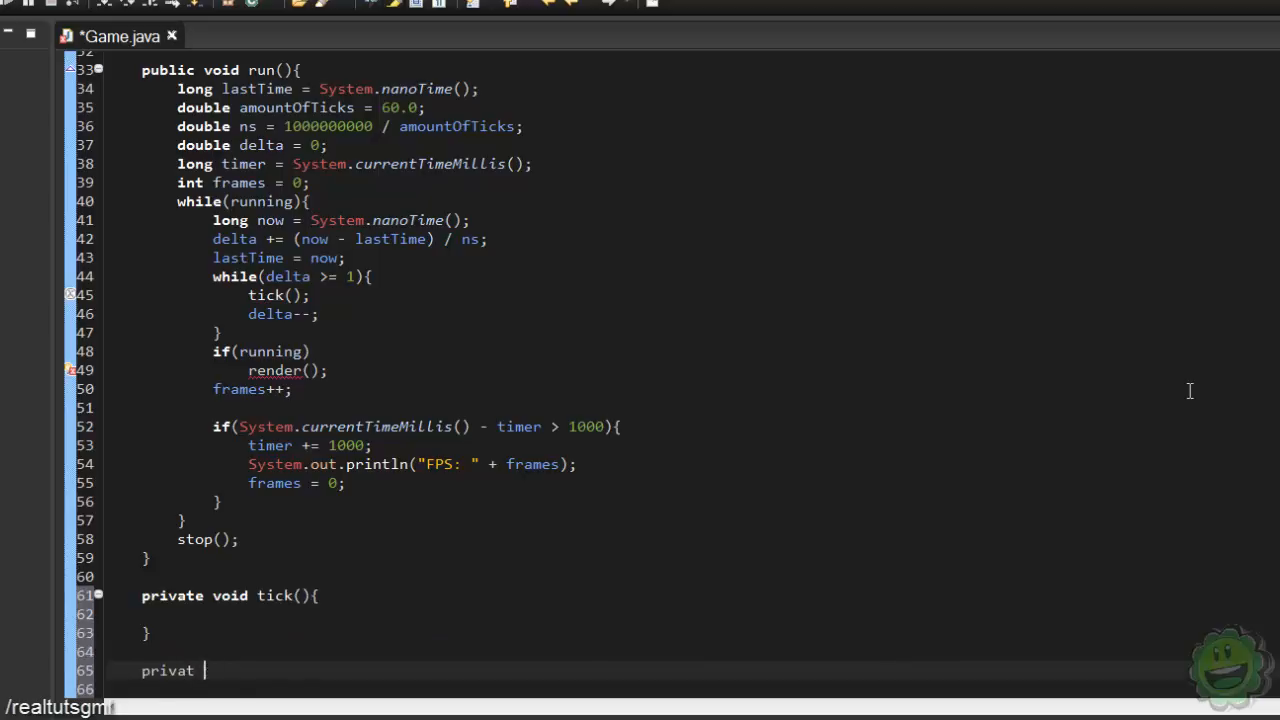 *Game.java
32
33 public void run(){
34 long lastTime = System.nanoTime();
35 double amountOfTicks = 60.0;
36 double ns = 1000000000 / amountOfTicks;
37 double delta = 0;
38 long timer = System.currentTimeMillis();
39 int frames = 0;
40 while(running){
41 long now = System.nanoTime();
42 delta += (now - lastTime) / ns;
43 lastTime = now;
44 while(delta >= 1){
45 tick();
46 delta--;
47 }
48 if(running)
49 render();
50 frames++;
51
52 if(System.currentTimeMillis() - timer > 1000){
53 timer += 1000;
54 System.out.println("FPS: " + frames);
55 frames = 0;
56 }
57 }
58 stop();
59 }
60
61 private void tick(){
62
63 }
64
65 privat
66
/realtutsgml